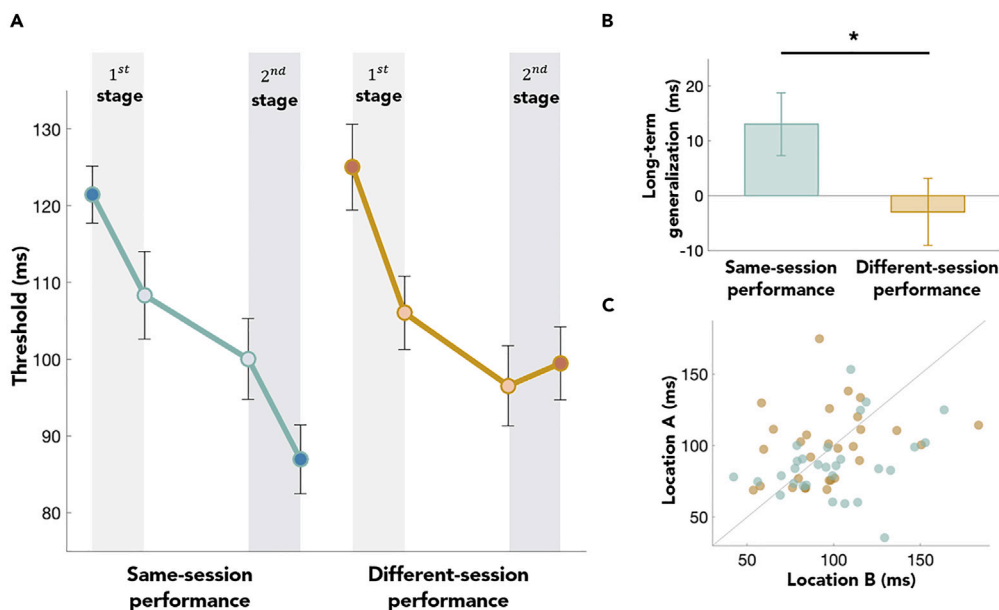 A
1st
stage
2nd
stage
1st
stage
2nd
stage
130
120
110
100
90
80
Threshold (ms)
Same-session
performance
Different-session
performance
B
*
20
10
0
-10
Long-term
generalization (ms)
Same-session
performance
Different-session
performance
C
150
100
50
Location A (ms)
50
100
150
Location B (ms)